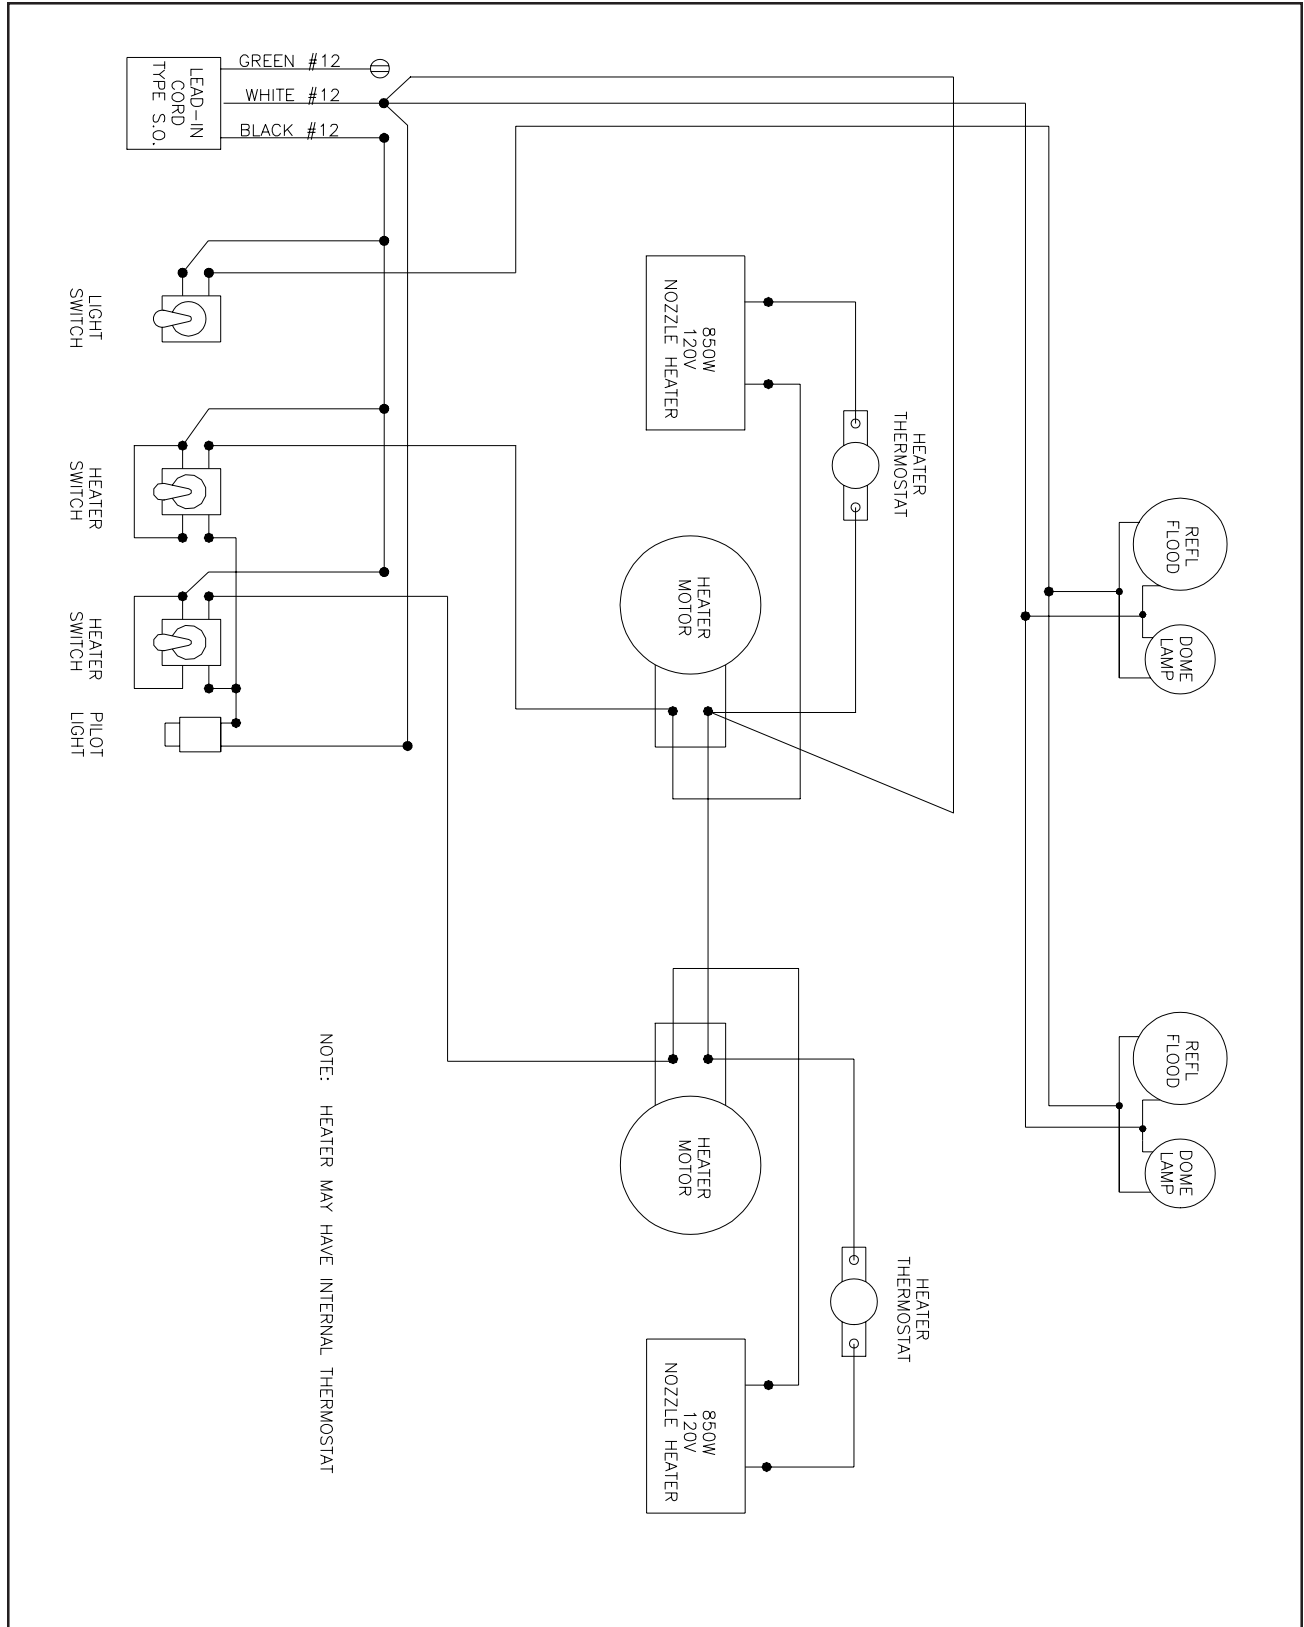 GREEN #12
WHITE #12
BLACK #12
LEAD-IN
CORD
TYPE S.O.
LIGHT
SWITCH
HEATER
SWITCH
HEATER
SWITCH
PILOT
LIGHT
850W
120V
NOZZLE HEATER
HEATER
THERMOSTAT
HEATER
MOTOR
REFL
FLOOD
DOME
LAMP
REFL
FLOOD
DOME
LAMP
HEATER
MOTOR
HEATER
THERMOSTAT
850W
120V
NOZZLE HEATER
NOTE: HEATER MAY HAVE INTERNAL THERMOSTAT